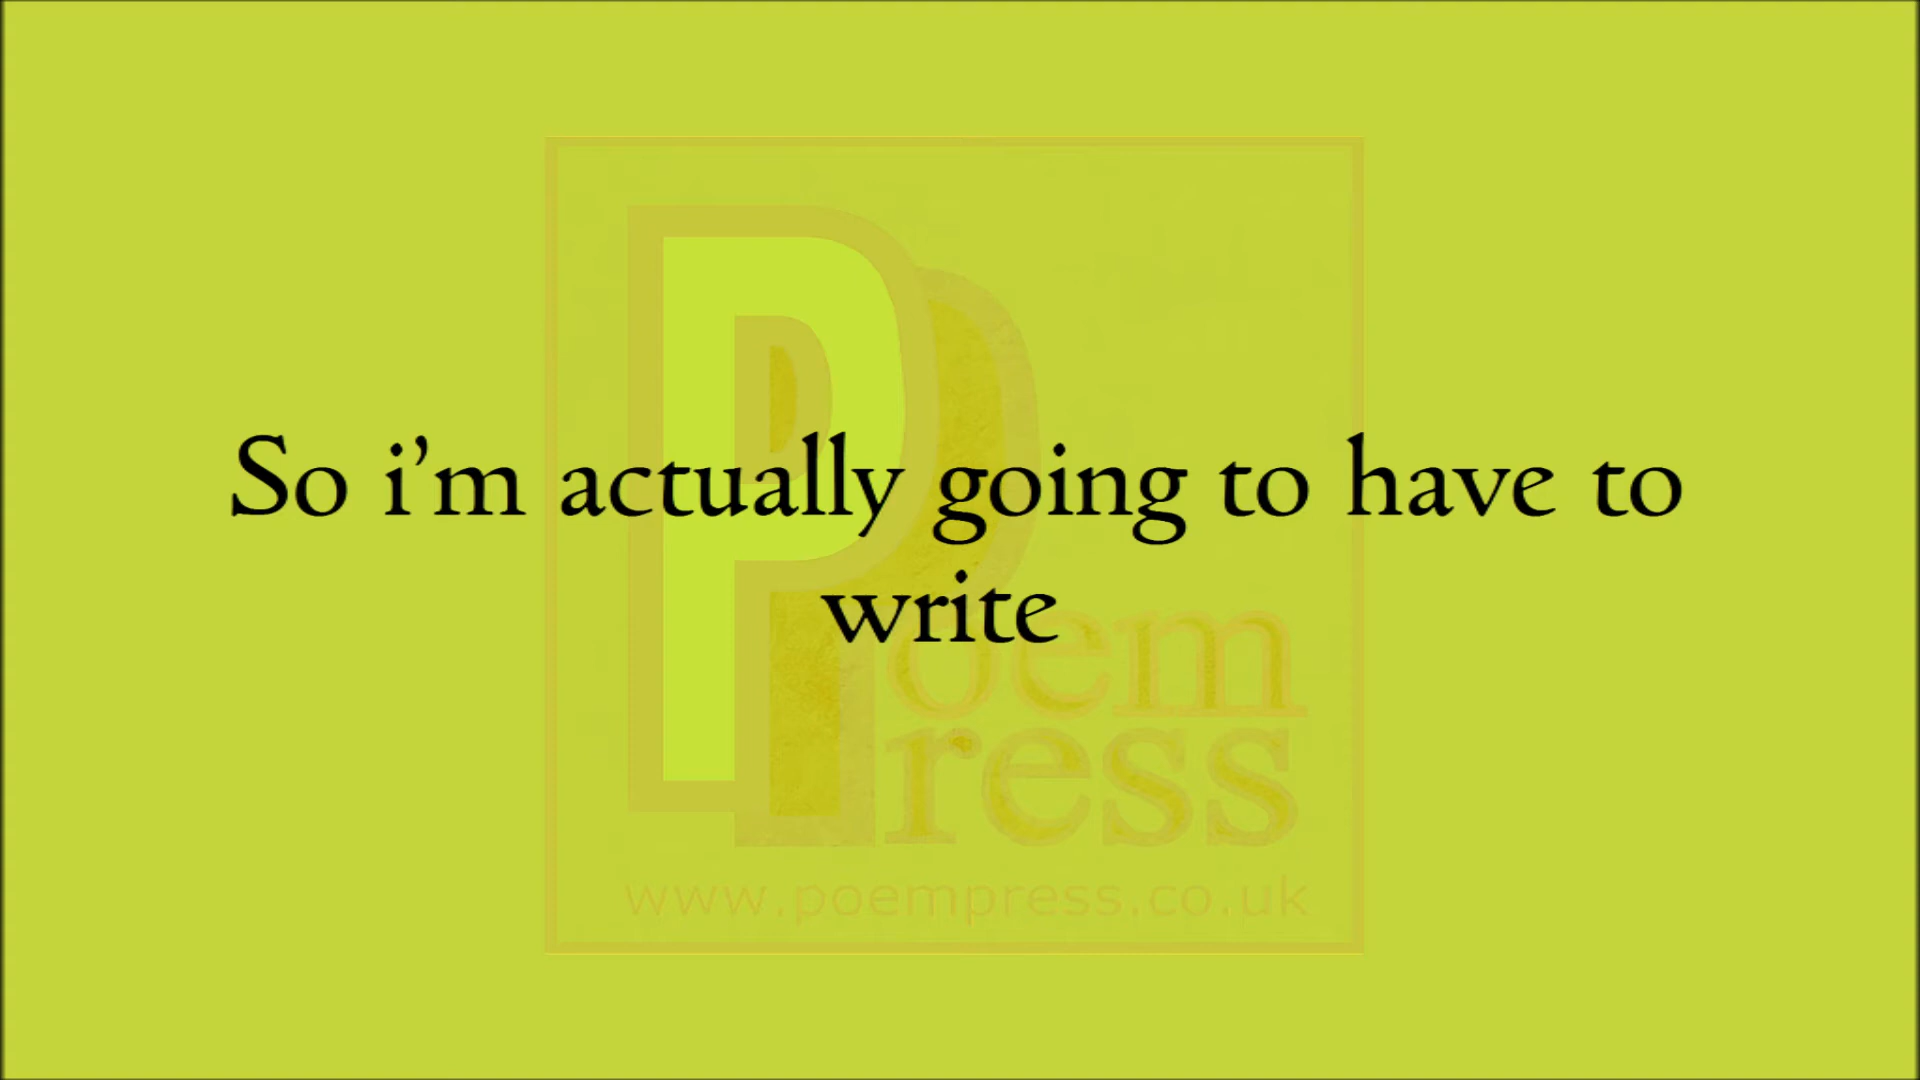 So i’m actually going to have to
write
P
Poem
Press
www.poempress.co.uk